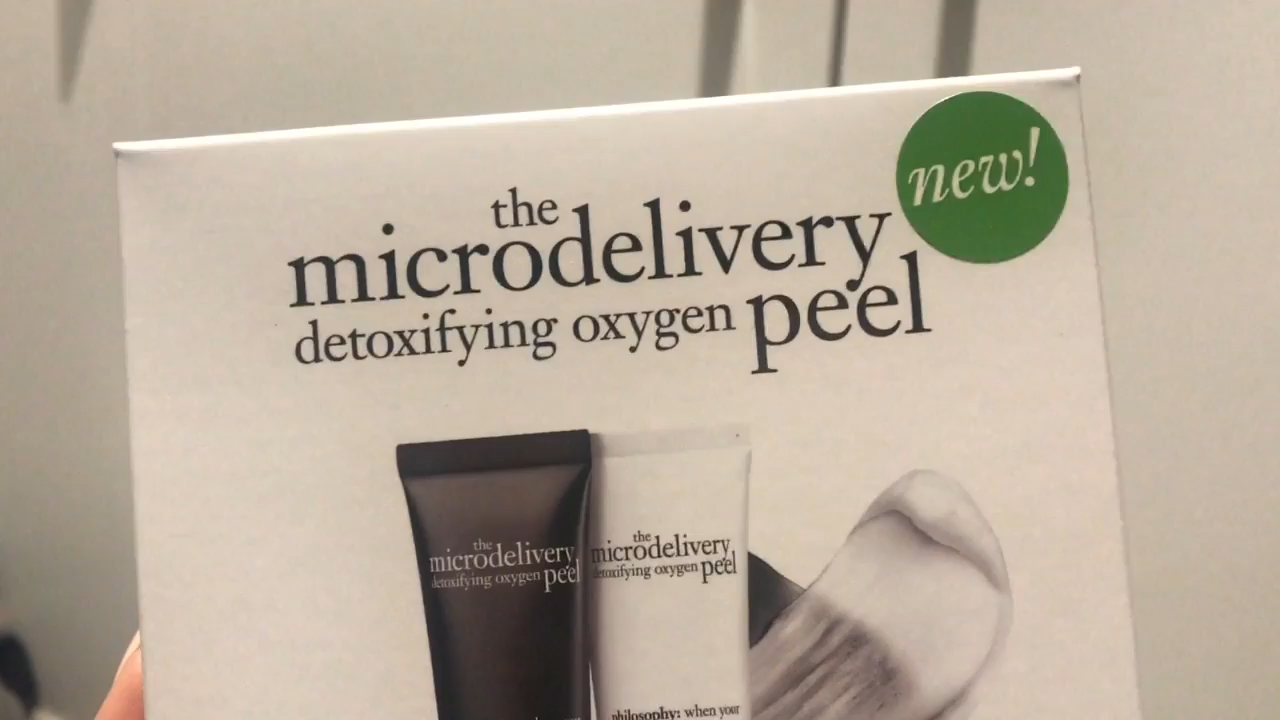 new!
the
microdelivery
detoxifying oxygen peel
the
microdelivery
detoxifying oxygen peel
the
microdelivery
detoxifying oxygen peel
philosophy: when your